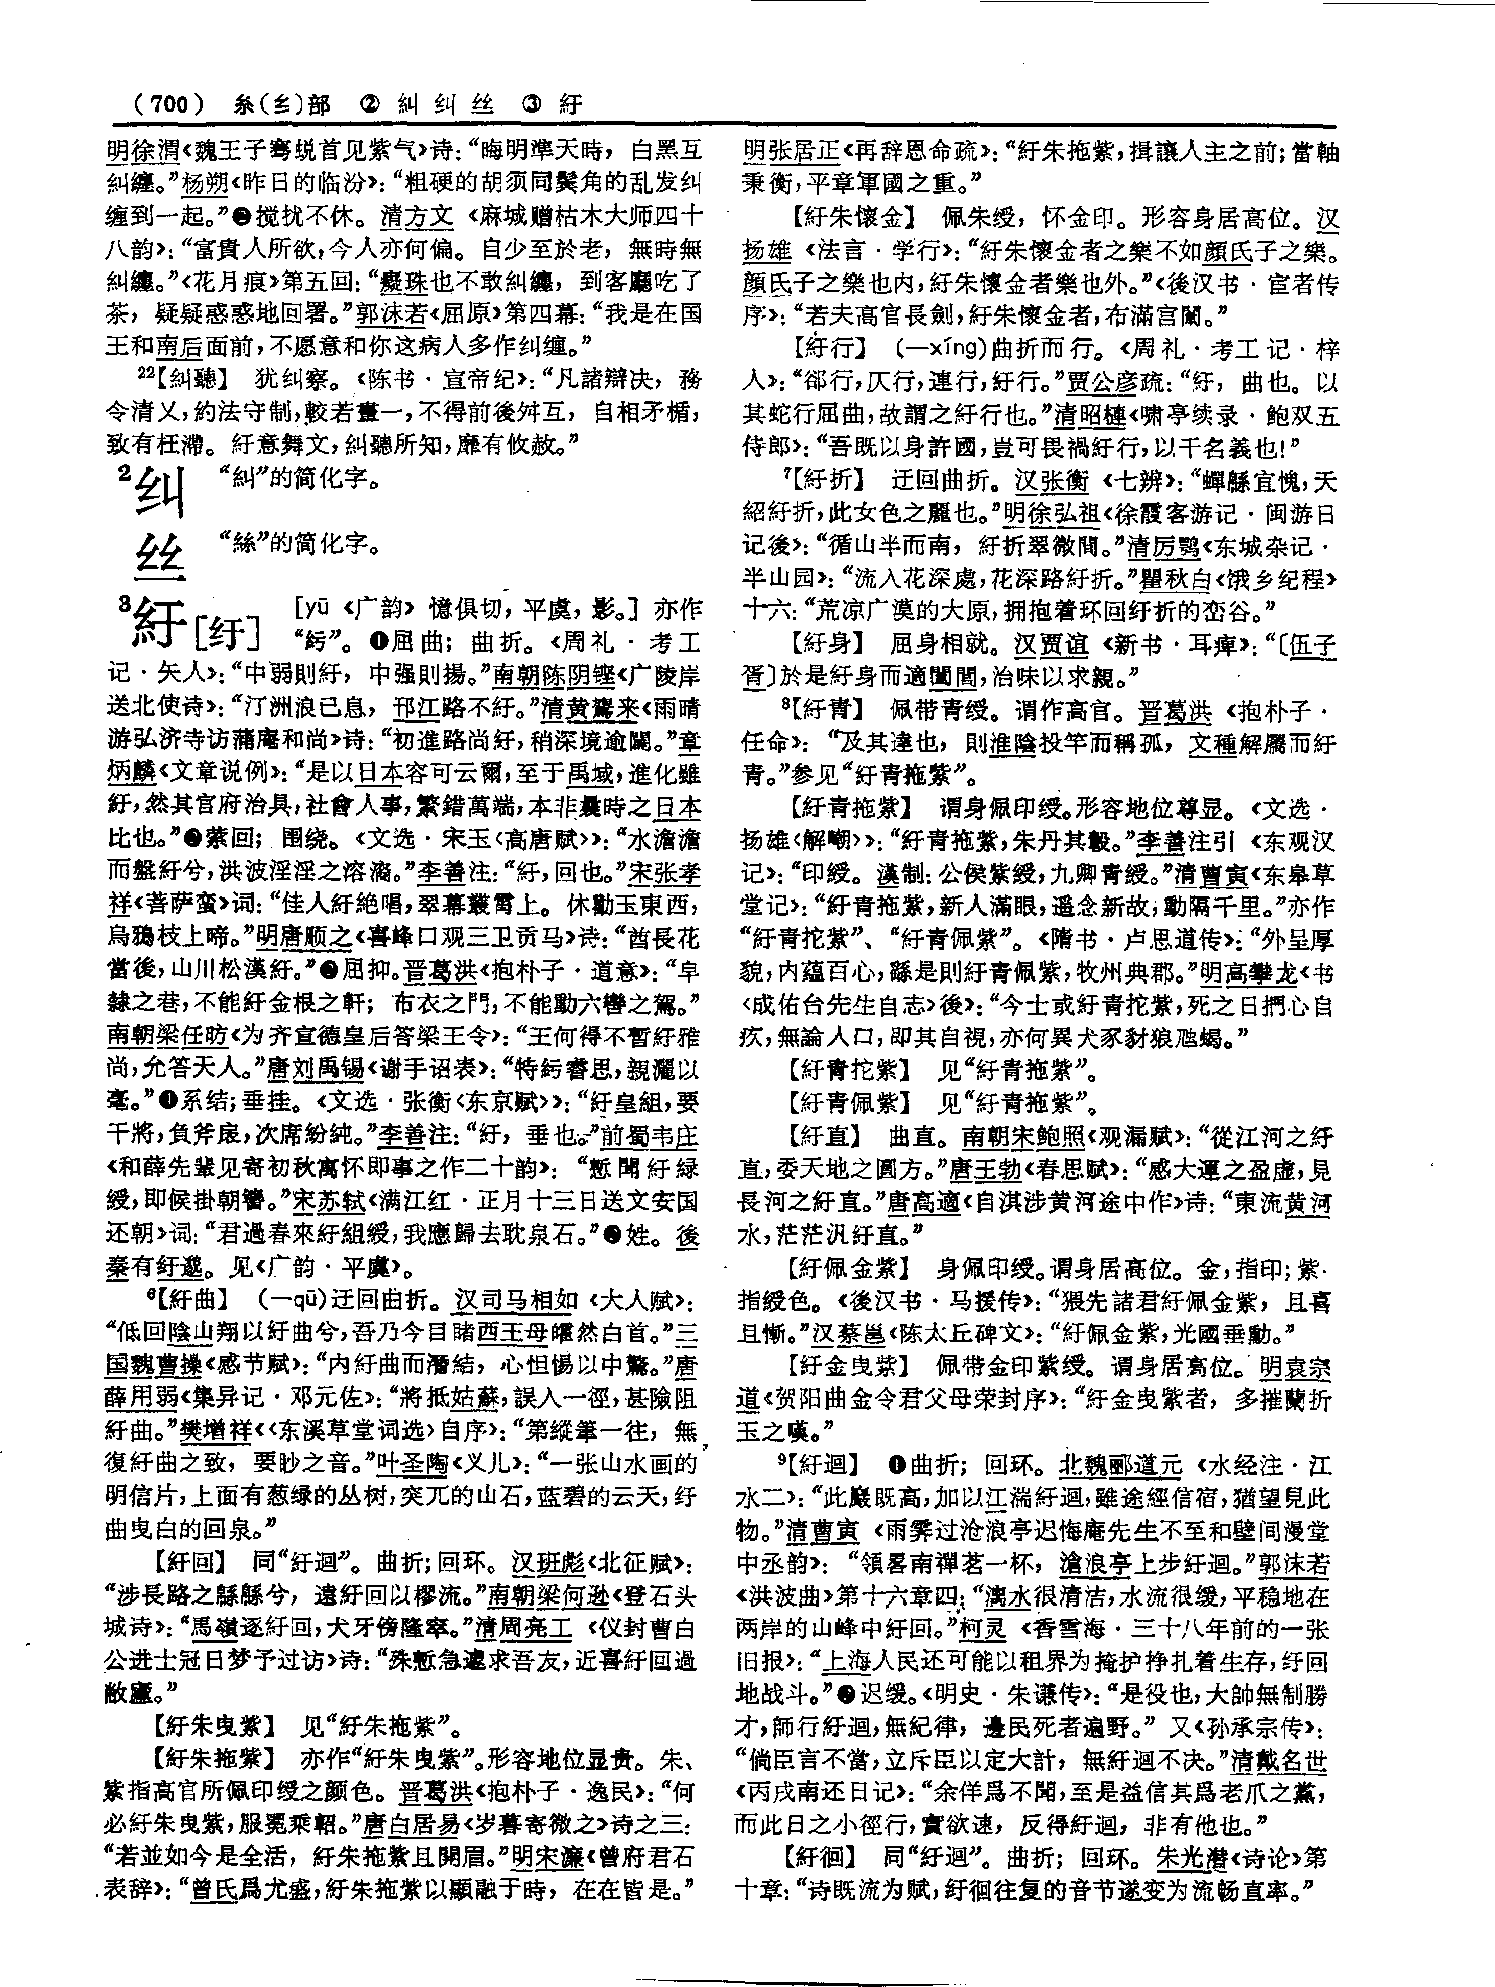 （700） 糸(纟)部 ② 糾 纠 丝 ③ 紆
明徐渭《魏王子骞蜕首见紫气》诗：“晦明準天時，白黑互
糾纏。”杨朔《昨日的临汾》：“粗硬的胡须同鬓角的乱发纠
缠到一起。”❷搅扰不休。清方文《麻城赠枯木大师四十
八韵》：“富貴人所欲，今人亦何偏。自少至於老，無時無
糾纏。”《花月痕》第五回：“癡珠也不敢糾纏，到客廳吃了
茶，疑疑惑惑地回署。”郭沫若《屈原》第四幕：“我是在国
王和南后面前，不愿意和你这病人多作纠缠。”
22【糾聽】 犹纠察。《陈书·宣帝纪》：“凡諸辯决，務
令清乂，約法守制，較若畫一，不得前後舛互，自相矛楯，
致有枉滯。紆意舞文，糾聽所知，靡有攸赦。”
2纠 “糾”的简化字。
丝 “絲”的简化字。
3紆[纡] [yū《广韵》憶俱切，平虞，影。] 亦作
“䊸”。❶屈曲；曲折。《周礼·考工
记·矢人》：“中弱則紆，中强則揚。”南朝陈阴铿《广陵岸
送北使诗》：“汀洲浪已息，邗江路不紆。”清黄鷟来《雨晴
游弘济寺访蒲庵和尚》诗：“初進路尚紆，稍深境逾闊。”章
炳麟《文章说例》：“是以日本容可云爾，至于禹域，進化雖
紆，然其官府治具，社會人事，繁錯萬端，本非曩時之日本
比也。”❷萦回；围绕。《文选·宋玉〈高唐赋〉》：“水澹澹
而盤紆兮，洪波淫淫之溶㵝。”李善注：“紆，回也。”宋张孝
祥《菩萨蛮》词：“佳人紆絶唱，翠幕叢霄上。休勸玉東西，
烏鴉枝上啼。”明唐顺之《喜峰口观三卫贡马》诗：“酋長花
當後，山川松漠紆。”❸屈抑。晋葛洪《抱朴子·道意》：“皁
隸之巷，不能紆金根之軒；布衣之門，不能動六轡之駕。”
南朝梁任昉《为齐宣德皇后答梁王令》：“王何得不暫紆雅
尚，允答天人。”唐刘禹锡《谢手诏表》：“特紆睿思，親灑以
毫。”❹系结；垂挂。《文选·张衡〈东京赋〉》：“紆皇組，要
干將，負斧扆，次席紛純。”李善注：“紆，垂也。”前蜀韦庄
《和薛先辈见寄初秋寓怀即事之作二十韵》：“慙聞紆緑
綬，即候掛朝簪。”宋苏轼《满江红·正月十三日送文安国
还朝》词：“君過春來紆組綬，我應歸去耽泉石。”❺姓。後
秦有紆邈。见《广韵·平虞》。
6【紆曲】 （—qū）迂回曲折。汉司马相如《大人赋》：
“低回陰山翔以紆曲兮，吾乃今日睹西王母皬然白首。”三
国魏曹操《感节赋》：“内紆曲而潛結，心怛惕以中驚。”唐
薛用弱《集异记·邓元佐》：“將抵姑蘇，誤入一徑，甚險阻
紆曲。”樊增祥《〈东溪草堂词选〉自序》：“第縱筆一往，無
復紆曲之致，要眇之音。”叶圣陶《义儿》：“一张山水画的
明信片，上面有葱绿的丛树，突兀的山石，蓝碧的云天，纡
曲曳白的回泉。”
【紆回】 同“紆迴”。曲折；回环。汉班彪《北征赋》：
“涉長路之緜緜兮，遠紆回以樛流。”南朝梁何逊《登石头
城诗》：“馬嶺逐紆回，犬牙傍隆窣。”清周亮工《仪封曹白
公进士冠日梦予过访》诗：“殊慙急遽求吾友，近喜紆回過
敝廬。”
【紆朱曳紫】 见“紆朱拖紫”。
【紆朱拖紫】 亦作“紆朱曳紫”。形容地位显贵。朱、
紫指高官所佩印绶之颜色。晋葛洪《抱朴子·逸民》：“何
必紆朱曳紫，服冕乘軺。”唐白居易《岁暮寄微之》诗之三：
“若並如今是全活，紆朱拖紫且開眉。”明宋濂《曾府君石
表辞》：“曾氏爲尤盛，紆朱拖紫以顯融于時，在在皆是。”
明张居正《再辞恩命疏》：“紆朱拖紫，揖讓人主之前；當軸
秉衡，平章軍國之重。”
【紆朱懷金】 佩朱绶，怀金印。形容身居高位。汉
扬雄《法言·学行》：“紆朱懷金者之樂不如顔氏子之樂。
顔氏子之樂也内，紆朱懷金者樂也外。”《後汉书·宦者传
序》：“若夫高官長劍，紆朱懷金者，布滿宫闈。”
【紆行】 （—xíng）曲折而行。《周礼·考工记·梓
人》：“郤行，仄行，連行，紆行。”贾公彦疏：“紆，曲也。以
其蛇行屈曲，故謂之紆行也。”清昭梿《啸亭续录·鲍双五
侍郎》：“吾既以身許國，豈可畏禍紆行，以干名義也！”
7【紆折】 迂回曲折。汉张衡《七辨》：“蟬緜宜愧，夭
紹紆折，此女色之麗也。”明徐弘祖《徐霞客游记·闽游日
记後》：“循山半而南，紆折翠微間。”清厉鹗《东城杂记·
半山园》：“流入花深處，花深路紆折。”瞿秋白《饿乡纪程》
十六：“荒凉广漠的大原，拥抱着环回纡折的峦谷。”
【紆身】 屈身相就。汉贾谊《新书·耳痺》：“〔伍子
胥〕於是紆身而適闔閭，治味以求親。”
8【紆青】 佩带青绶。谓作高官。晋葛洪《抱朴子·
任命》：“及其達也，則淮陰投竿而稱孤，文種解屩而紆
青。”参见“紆青拖紫”。
【紆青拖紫】 谓身佩印绶。形容地位尊显。《文选·
扬雄〈解嘲〉》：“紆青拖紫，朱丹其轂。”李善注引《东观汉
记》：“印綬。漢制：公侯紫綬，九卿青綬。”清曹寅《东皋草
堂记》：“紆青拖紫，新人滿眼，遥念新故，動隔千里。”亦作
“紆青扡紫”、“紆青佩紫”。《隋书·卢思道传》：“外呈厚
貌，内藴百心，繇是則紆青佩紫，牧州典郡。”明高攀龙《书
〈成佑台先生自志〉後》：“今士或紆青扡紫，死之日捫心自
疚，無論人口，即其自視，亦何異犬豕豺狼虺蝎。”
【紆青扡紫】 见“紆青拖紫”。
【紆青佩紫】 见“紆青拖紫”。
【紆直】 曲直。南朝宋鲍照《观漏赋》：“從江河之紆
直，委天地之圓方。”唐王勃《春思赋》：“感大運之盈虚，見
長河之紆直。”唐高適《自淇涉黄河途中作》诗：“東流黄河
水，茫茫汎紆直。”
【紆佩金紫】 身佩印绶。谓身居高位。金，指印；紫，
指绶色。《後汉书·马援传》：“猥先諸君紆佩金紫，且喜
且慚。”汉蔡邕《陈太丘碑文》：“紆佩金紫，光國垂勳。”
【紆金曳紫】 佩带金印紫绶。谓身居高位。明袁宗
道《贺阳曲金令君父母荣封序》：“紆金曳紫者，多摧蘭折
玉之嘆。”
9【紆迴】 ❶曲折；回环。北魏郦道元《水经注·江
水二》：“此巖既高，加以江湍紆迴，雖途經信宿，猶望見此
物。”清曹寅《雨霁过沧浪亭迟悔庵先生不至和壁间漫堂
中丞韵》：“領畧南禪茗一杯，滄浪亭上步紆迴。”郭沫若
《洪波曲》第十六章四：“漓水很清洁，水流很缓，平稳地在
两岸的山峰中纡回。”柯灵《香雪海·三十八年前的一张
旧报》：“上海人民还可能以租界为掩护挣扎着生存，纡回
地战斗。”❷迟缓。《明史·朱谦传》：“是役也，大帥無制勝
才，師行紆迴，無紀律，邊民死者遍野。”又《孙承宗传》：
“倘臣言不當，立斥臣以定大計，無紆迴不决。”清戴名世
《丙戌南还日记》：“余佯爲不聞，至是益信其爲老爪之黨，
而此日之小徑行，實欲速，反得紆迴，非有他也。”
【紆徊】 同“紆迴”。曲折；回环。朱光潜《诗论》第
十章：“诗既流为赋，纡徊往复的音节遂变为流畅直率。”